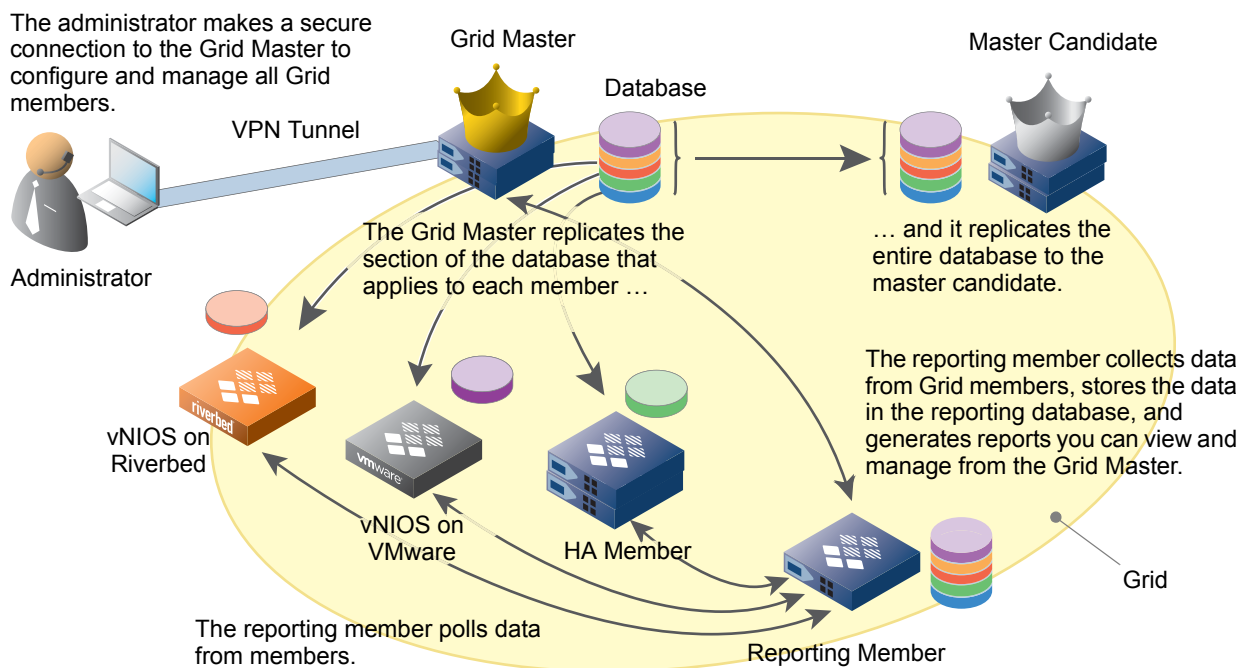 The administrator makes a secure
connection to the Grid Master to
configure and manage all Grid
members.
Grid Master
Master Candidate
Database
VPN Tunnel
Administrator
The Grid Master replicates the
section of the database that
applies to each member …
… and it replicates the
entire database to the
master candidate.
The reporting member collects data
from Grid members, stores the data
in the reporting database, and
generates reports you can view and
manage from the Grid Master.
riverbed
vNIOS on
Riverbed
vmware
vNIOS on
VMware
HA Member
Grid
The reporting member polls data
from members.
Reporting Member